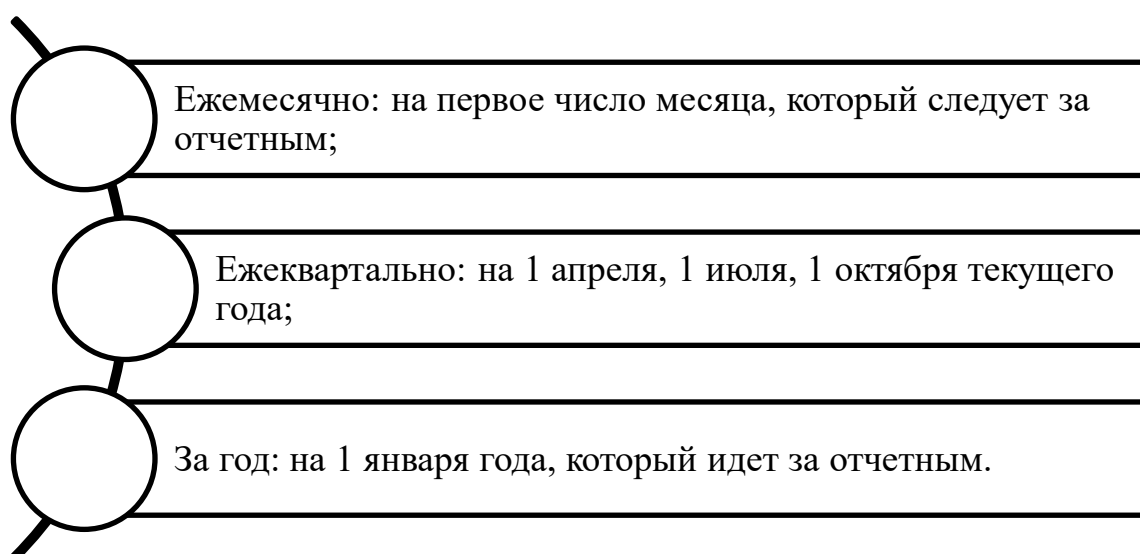 Ежемесячно: на первое число месяца, который следует за
отчетным;
Ежеквартально: на 1 апреля, 1 июля, 1 октября текущего
года;
За год: на 1 января года, который идет за отчетным.